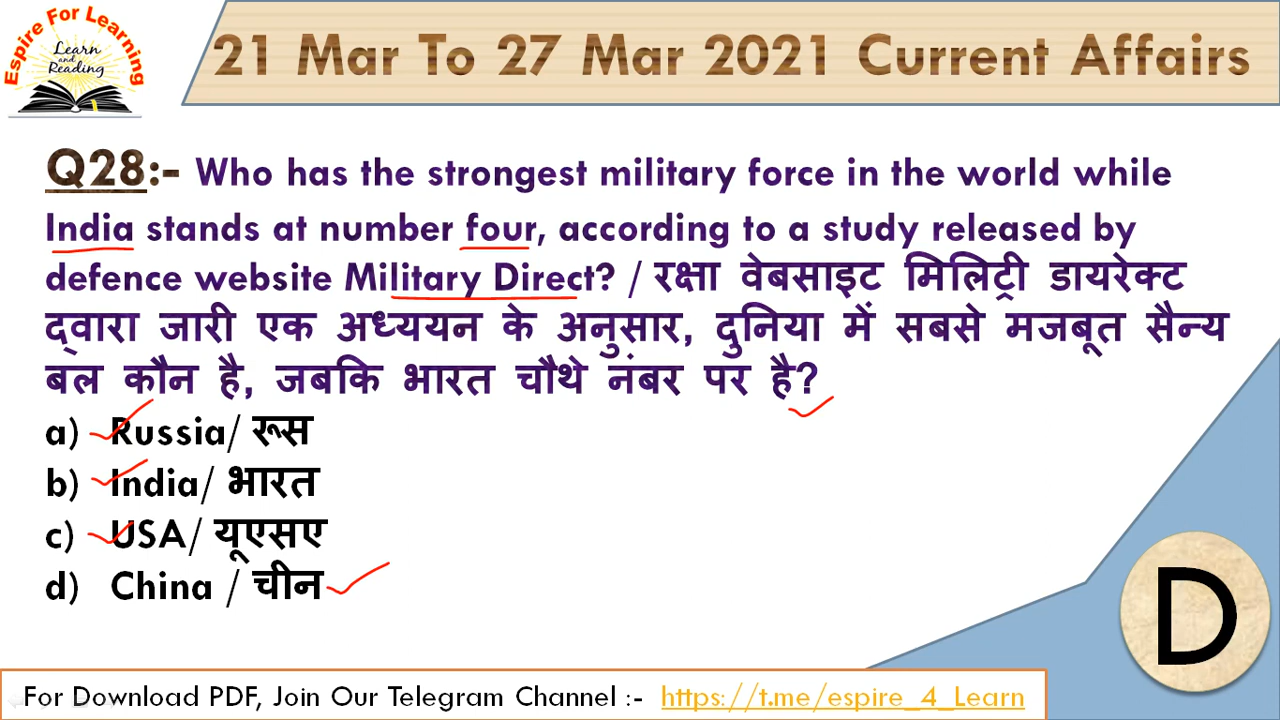 Espire For Learning
Learn
and
Reading
21 Mar To 27 Mar 2021 Current Affairs
Q28:- Who has the strongest military force in the world while
India stands at number four, according to a study released by
defence website Military Direct? / रक्षा वेबसाइट मिलिट्री डायरेक्ट
द्वारा जारी एक अध्ययन के अनुसार, दुनिया में सबसे मजबूत सैन्य
बल कौन है, जबकि भारत चौथे नंबर पर है?
a) Russia/ रूस
b) India/ भारत
c) USA/ यूएसए
d) China / चीन
D
For Download PDF, Join Our Telegram Channel :- https://t.me/espire_4_Learn